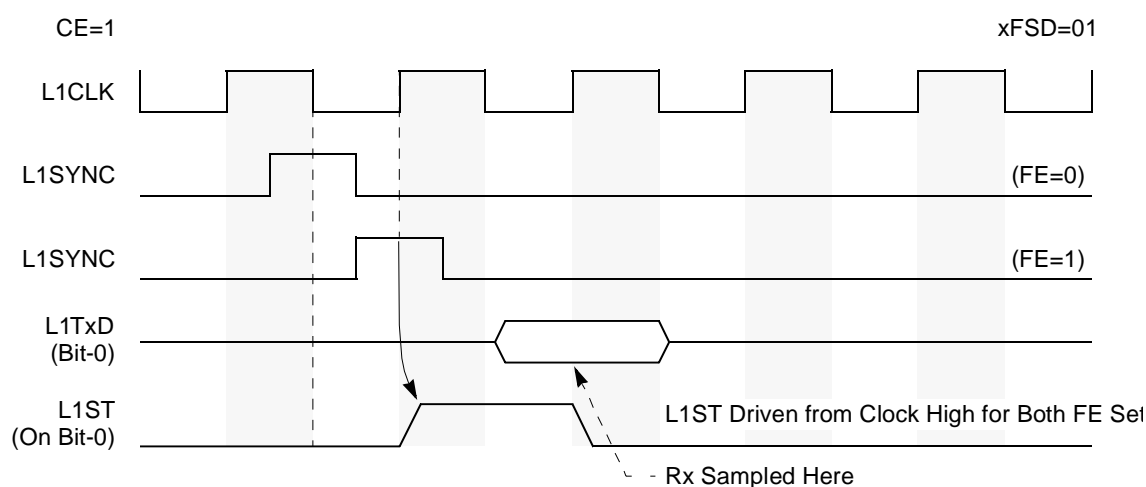 CE=1
xFSD=01
L1CLK
L1SYNC
(FE=0)
L1SYNC
(FE=1)
L1TxD
(Bit-0)
L1ST
(On Bit-0)
L1ST Driven from Clock High for Both FE Set
Rx Sampled Here